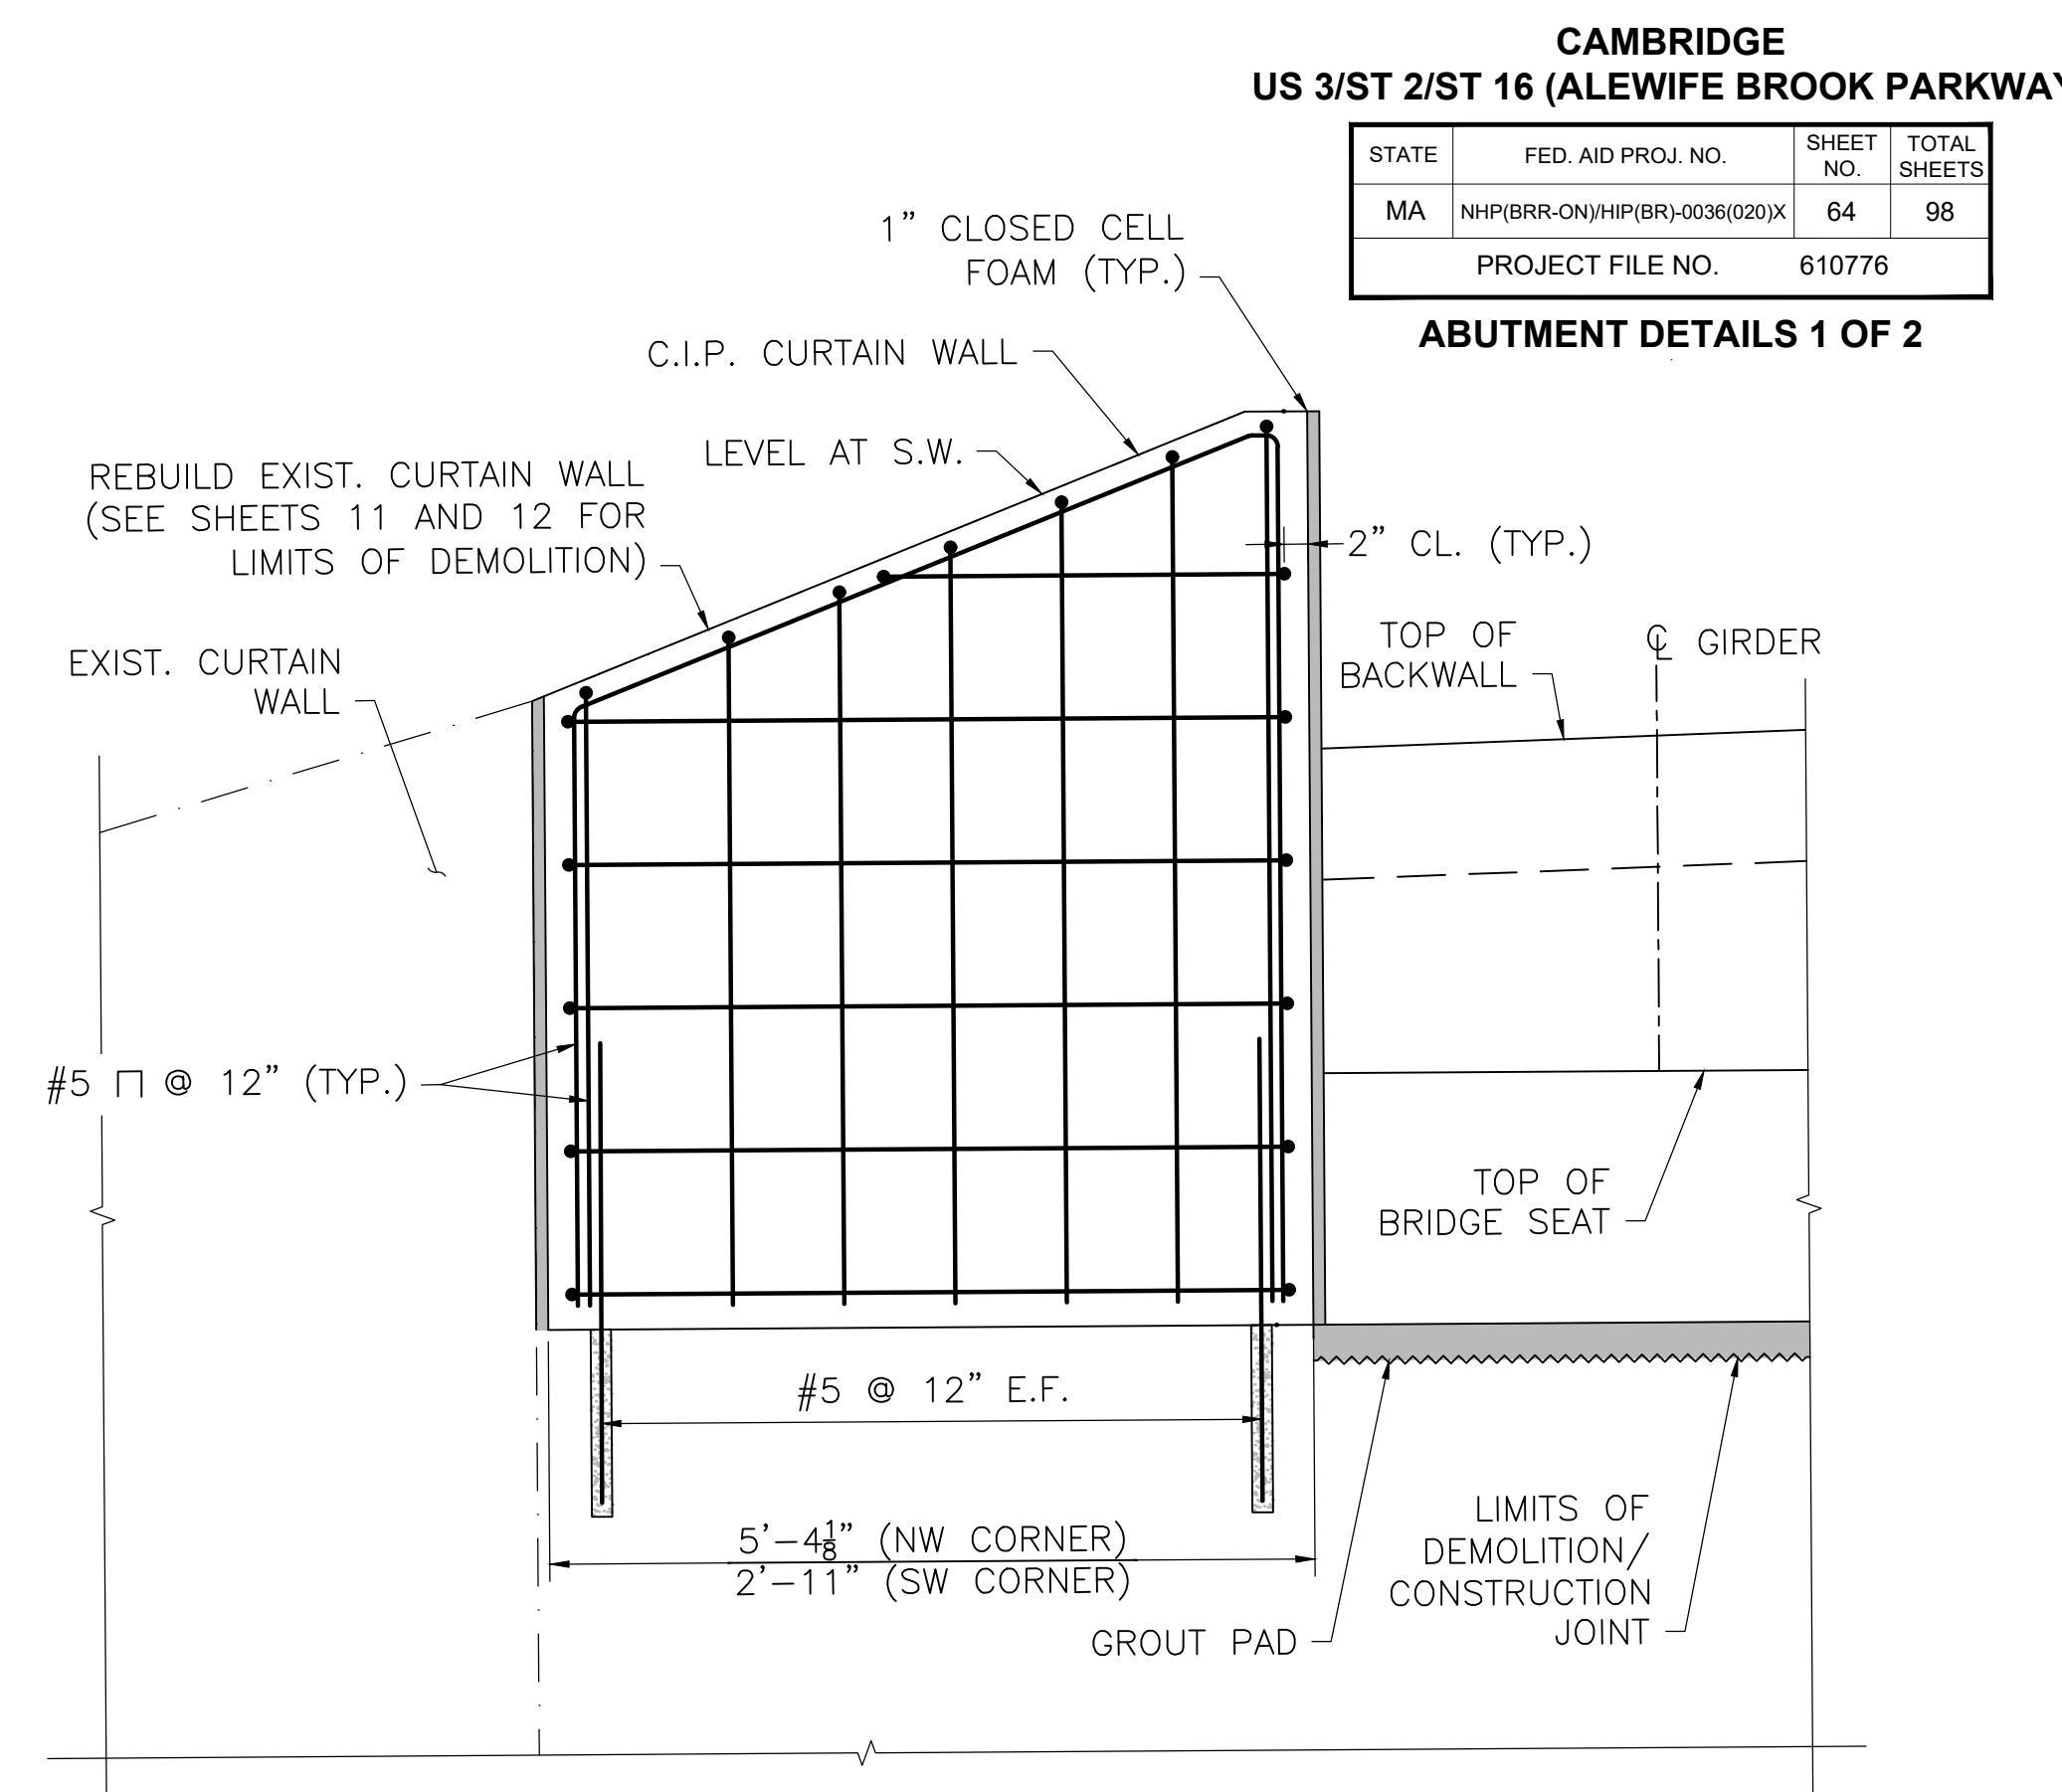 CAMBRIDGE
US 3/ST 2/ST 16 (ALEWIFE BROOK PARKWAY
STATE FED. AID PROJ. NO. SHEET NO. TOTAL SHEETS
MA NHP(BRR-ON)/HIP(BR)-0036(020)X 64 98
PROJECT FILE NO. 610776
ABUTMENT DETAILS 1 OF 2
1” CLOSED CELL
FOAM (TYP.)
C.I.P. CURTAIN WALL
LEVEL AT S.W.
REBUILD EXIST. CURTAIN WALL
(SEE SHEETS 11 AND 12 FOR
LIMITS OF DEMOLITION)
2” CL. (TYP.)
EXIST. CURTAIN
WALL
TOP OF
BACKWALL
℄ GIRDER
#5 ⊓ @ 12” (TYP.)
TOP OF
BRIDGE SEAT
#5 @ 12” E.F.
5’-4⅛” (NW CORNER)
2’-11” (SW CORNER)
LIMITS OF
DEMOLITION/
CONSTRUCTION
JOINT
GROUT PAD